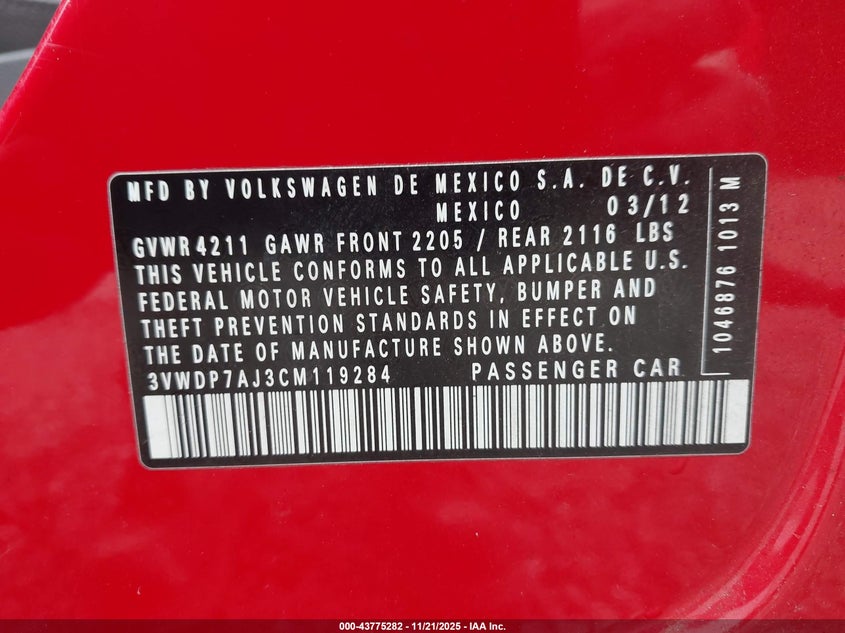 MFD BY VOLKSWAGEN DE MEXICO S.A. DE C.V.
MEXICO 03/12
GVWR 4211 GAWR FRONT 2205 / REAR 2116 LBS
THIS VEHICLE CONFORMS TO ALL APPLICABLE U.S.
FEDERAL MOTOR VEHICLE SAFETY, BUMPER AND
THEFT PREVENTION STANDARDS IN EFFECT ON
THE DATE OF MANUFACTURE SHOWN ABOVE.
3VWDP7AJ3CM119284 PASSENGER CAR
1046876 1013 M
000-43775282 - 11/21/2025 - IAA Inc.